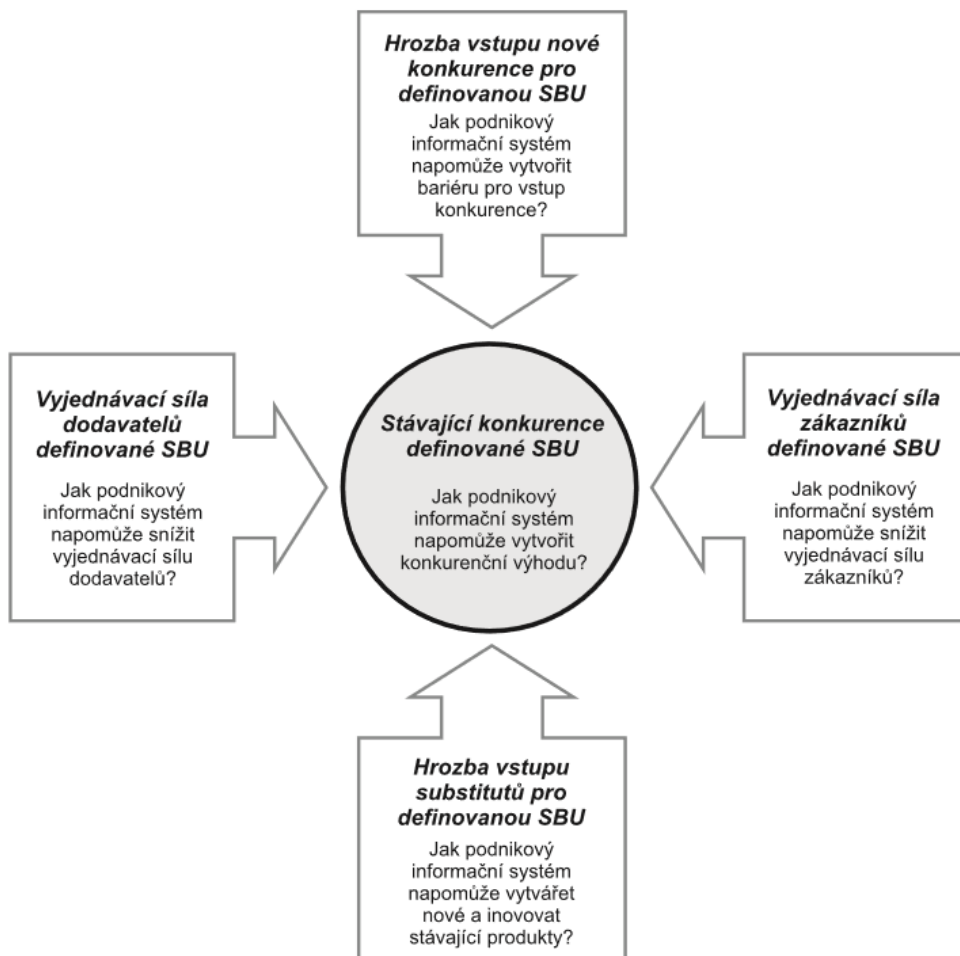 Hrozba vstupu nové
konkurence pro
definovanou SBU
Jak podnikový
informační systém
napomůže vytvořit
bariéru pro vstup
konkurence?
Vyjednávací síla
dodavatelů
definované SBU
Jak podnikový
informační systém
napomůže snížit
vyjednávací sílu
dodavatelů?
Stávající konkurence
definované SBU
Jak podnikový
informační systém
napomůže vytvořit
konkurenční výhodu?
Vyjednávací síla
zákazníků
definované SBU
Jak podnikový
informační systém
napomůže snížit
vyjednávací sílu
zákazníků?
Hrozba vstupu
substitutů pro
definovanou SBU
Jak podnikový
informační systém
napomůže vytvářet
nové a inovovat
stávající produkty?